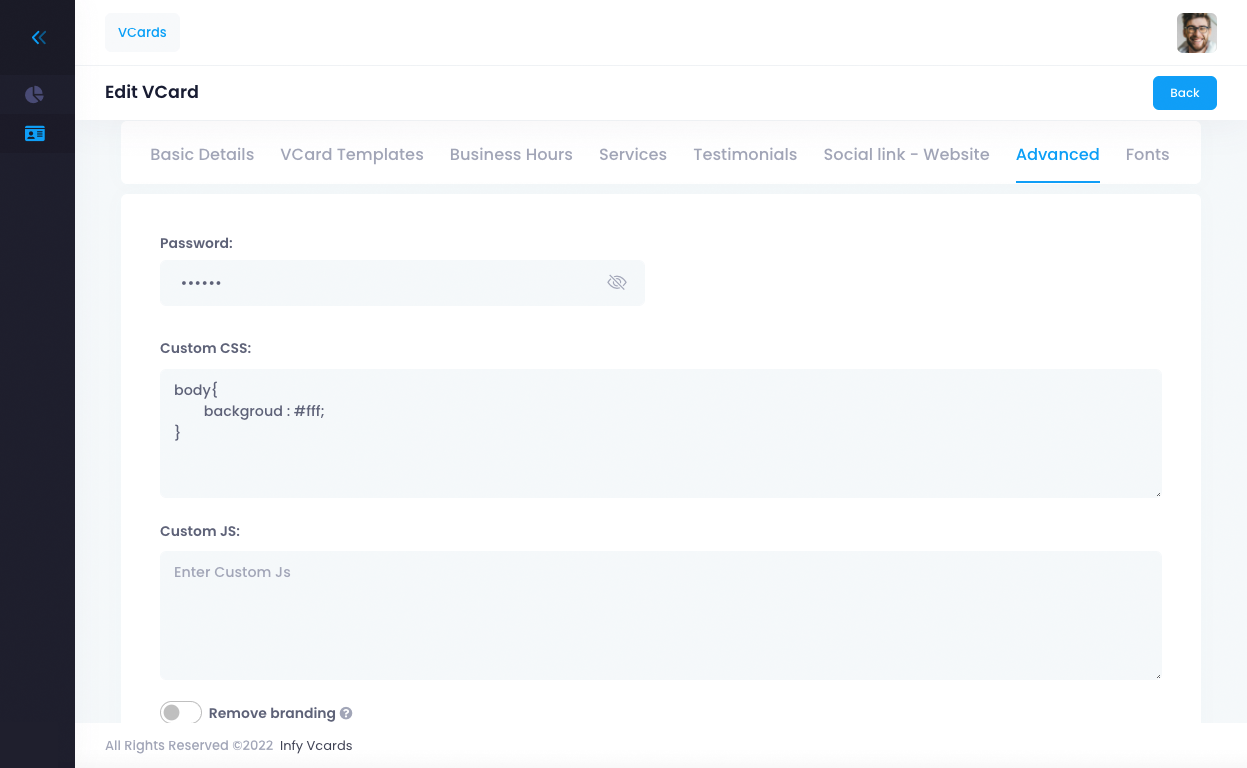 VCards
Edit VCard
Back
Basic Details VCard Templates Business Hours Services Testimonials Social link - Website Advanced Fonts
Password:
••••••
Custom CSS:
body{
backgroud : #fff;
}
Custom JS:
Enter Custom Js
Remove branding ?
All Rights Reserved ©2022 Infy Vcards